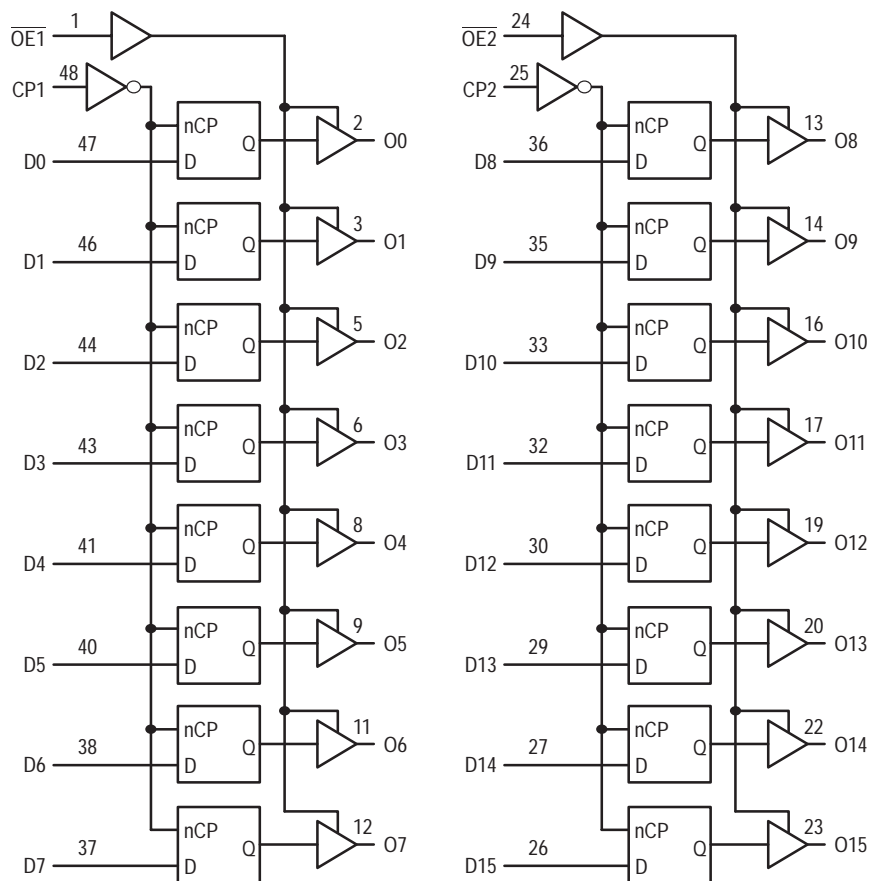 OE1 1
CP1 48
nCP
D0 47 D Q 2 O0
nCP
D1 46 D Q 3 O1
nCP
D2 44 D Q 5 O2
nCP
D3 43 D Q 6 O3
nCP
D4 41 D Q 8 O4
nCP
D5 40 D Q 9 O5
nCP
D6 38 D Q 11 O6
nCP
D7 37 D Q 12 O7
OE2 24
CP2 25
nCP
D8 36 D Q 13 O8
nCP
D9 35 D Q 14 O9
nCP
D10 33 D Q 16 O10
nCP
D11 32 D Q 17 O11
nCP
D12 30 D Q 19 O12
nCP
D13 29 D Q 20 O13
nCP
D14 27 D Q 22 O14
nCP
D15 26 D Q 23 O15